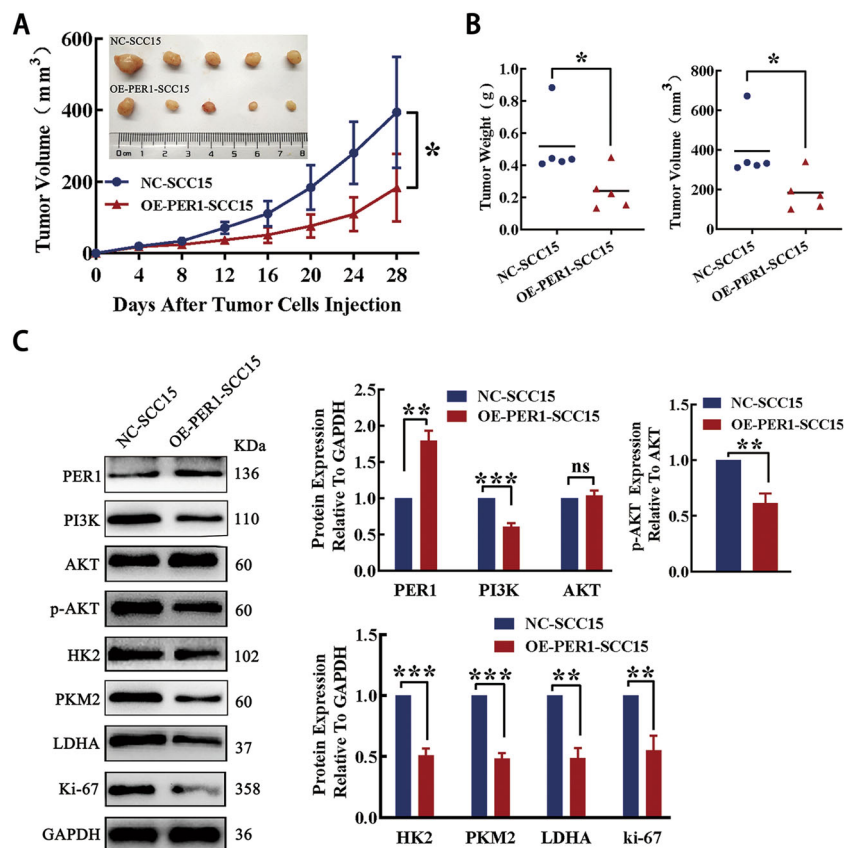 A
Tumor Volume (mm³)
600
400
200
0
NC-SCC15
OE-PER1-SCC15
0cm 1 2 3 4 5 6 7 8
NC-SCC15
OE-PER1-SCC15
*
0 4 8 12 16 20 24 28
Days After Tumor Cells Injection
B
Tumor Weight (g)
1.0
0.8
0.6
0.4
0.2
0.0
*
NC-SCC15
OE-PER1-SCC15
Tumor Volume (mm³)
800
600
400
200
0
*
NC-SCC15
OE-PER1-SCC15
C
NC-SCC15
OE-PER1-SCC15
KDa
PER1 136
PI3K 110
AKT 60
p-AKT 60
HK2 102
PKM2 60
LDHA 37
Ki-67 358
GAPDH 36
Protein Expression
Relative To GAPDH
2.5
2.0
1.5
1.0
0.5
0.0
NC-SCC15
OE-PER1-SCC15
** *** ns
PER1 PI3K AKT
p-AKT Expression
Relative To AKT
1.5
1.0
0.5
0.0
NC-SCC15
OE-PER1-SCC15
**
Protein Expression
Relative To GAPDH
1.5
1.0
0.5
0.0
NC-SCC15
OE-PER1-SCC15
*** *** ** **
HK2 PKM2 LDHA ki-67